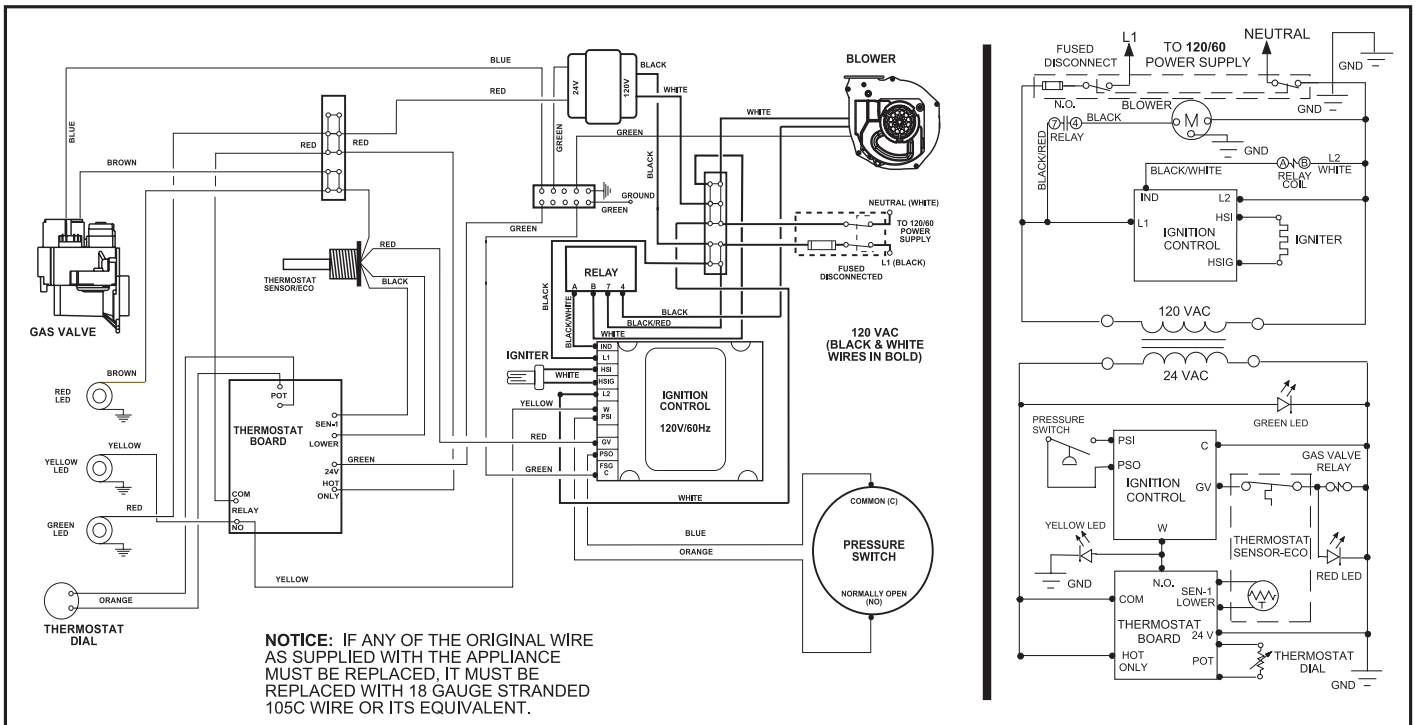 BLUE
24V
120V
BLACK
WHITE
BLOWER
RED
BLUE
GREEN
WHITE
GREEN
RED
RED
BROWN
BLACK
GROUND
GREEN
NEUTRAL (WHITE)
TO 120/60
POWER
SUPPLY
L1 (BLACK)
FUSED
DISCONNECTED
GREEN
RED
BLACK
THERMOSTAT
SENSOR/ECO
GAS VALVE
RELAY
A B 7 4
BLACK
BLACK/WHITE
BLACK
BLACK/RED
WHITE
120 VAC
(BLACK & WHITE
WIRES IN BOLD)
IGNITER
WHITE
IND
L1
HSI
HSIG
L2
W
PSI
GV
PSO
FSG
C
IGNITION
CONTROL
120V/60Hz
BROWN
RED
LED
POT
THERMOSTAT
BOARD
SEN-1
LOWER
24V
HOT
ONLY
COM
RELAY
NO
YELLOW
YELLOW
LED
RED
GREEN
LED
YELLOW
RED
GREEN
GREEN
WHITE
BLUE
ORANGE
YELLOW
COMMON (C)
PRESSURE
SWITCH
NORMALLY OPEN
(NO)
ORANGE
THERMOSTAT
DIAL
NOTICE: IF ANY OF THE ORIGINAL WIRE
AS SUPPLIED WITH THE APPLIANCE
MUST BE REPLACED, IT MUST BE
REPLACED WITH 18 GAUGE STRANDED
105C WIRE OR ITS EQUIVALENT.
FUSED
DISCONNECT
L1
TO 120/60
POWER SUPPLY
NEUTRAL
GND
GND
N.O.
BLOWER
7 4
BLACK
M
RELAY
GND
BLACK/RED
BLACK/WHITE
A B
L2
WHITE
RELAY
COIL
IND
L2
L1
HSI
IGNITION
CONTROL
IGNITER
HSIG
120 VAC
24 VAC
GREEN LED
PRESSURE
SWITCH
PSI
C
PSO
GAS VALVE
RELAY
IGNITION
CONTROL
GV
YELLOW LED
W
THERMOSTAT
SENSOR-ECO
GND
RED LED
N.O.
COM
SEN-1
LOWER
THERMOSTAT
BOARD
24 V
HOT
ONLY
POT
THERMOSTAT
DIAL
GND